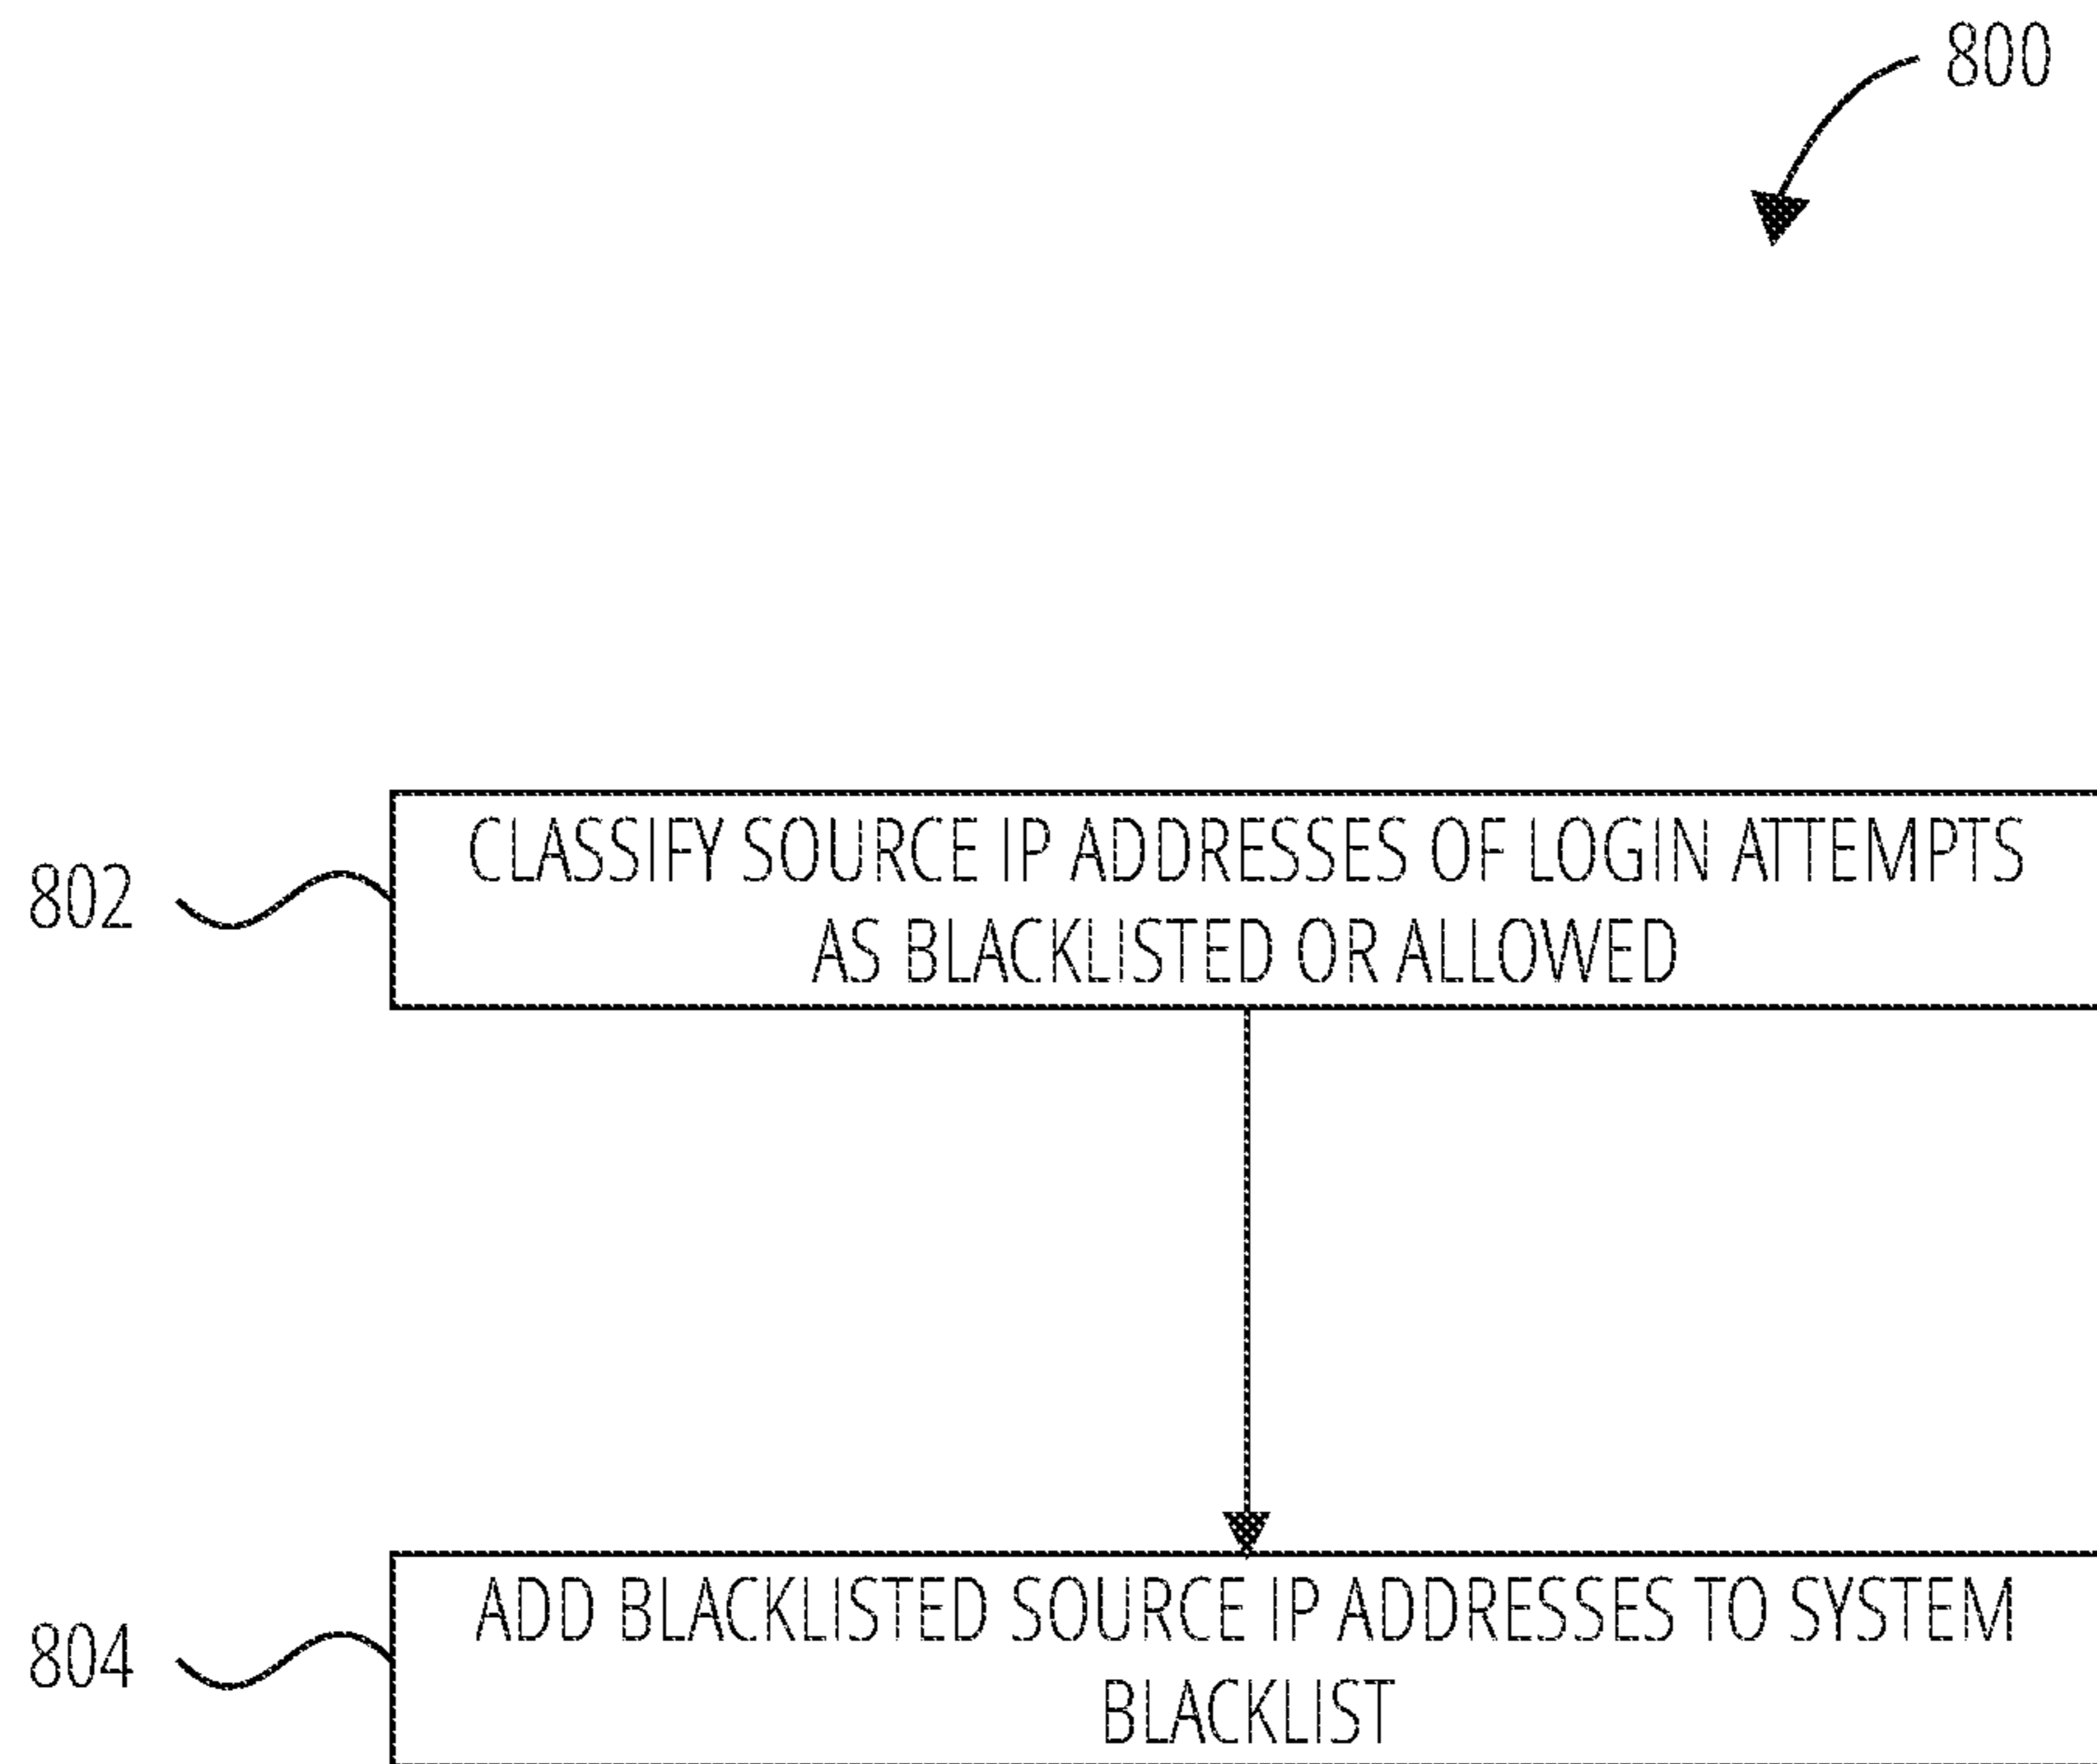 800
802
CLASSIFY SOURCE IP ADDRESSES OF LOGIN ATTEMPTS
AS BLACKLISTED OR ALLOWED
804
ADD BLACKLISTED SOURCE IP ADDRESSES TO SYSTEM
BLACKLIST